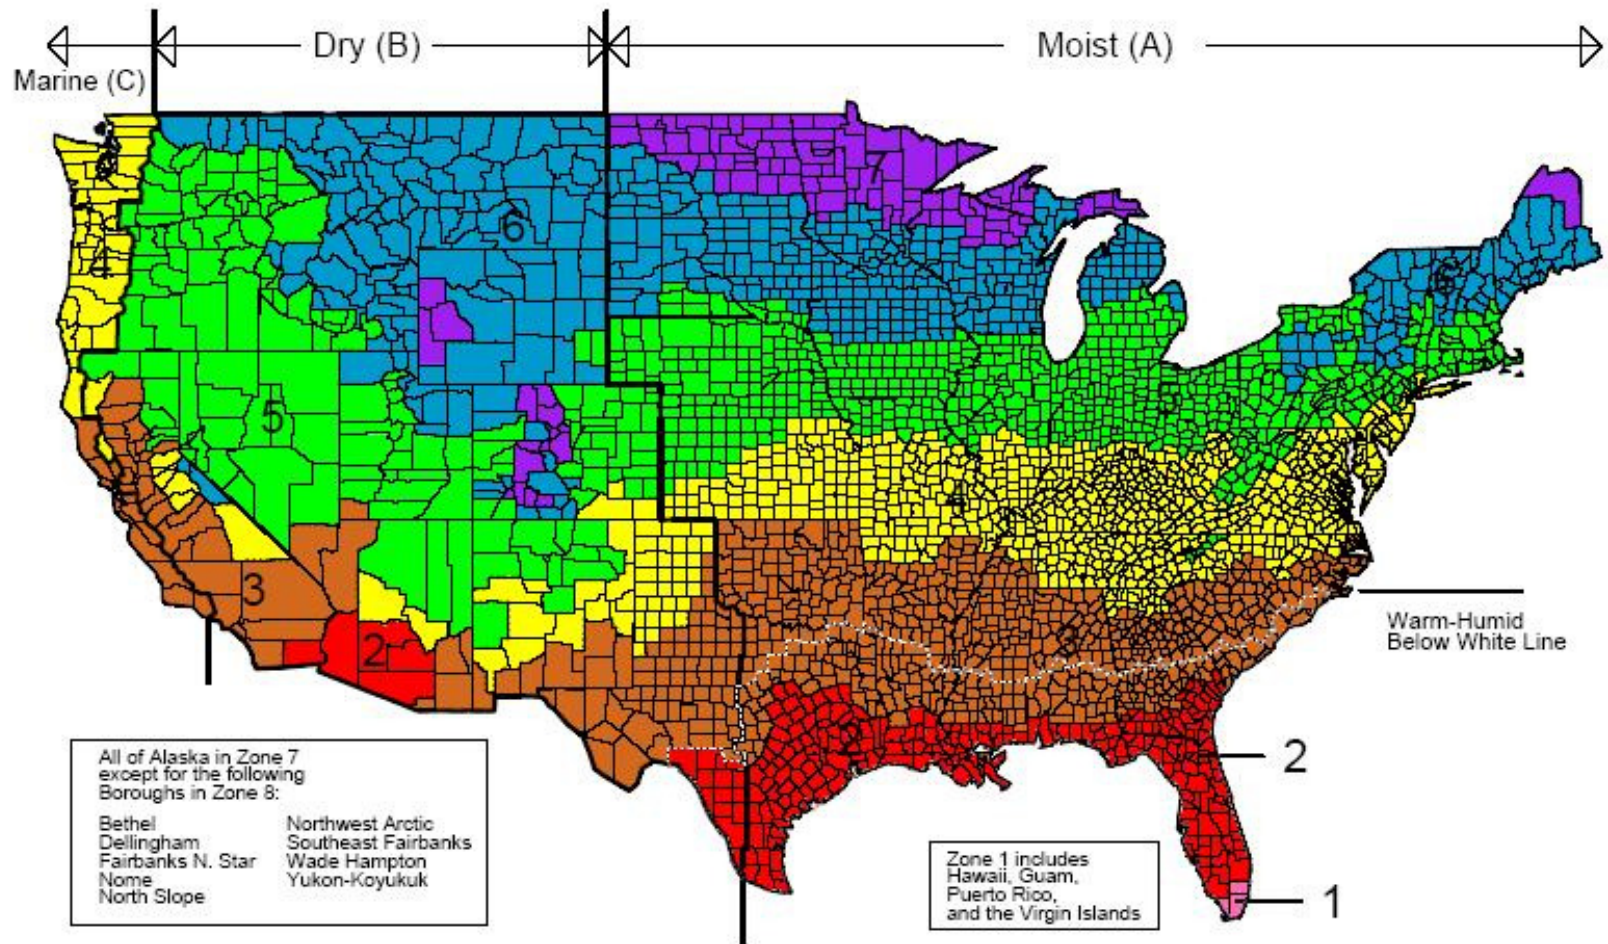 Dry (B)
Moist (A)
Marine (C)
7
6
4
6
5
5
4
3
3
2
2
Warm-Humid
Below White Line
2
1
All of Alaska in Zone 7
except for the following
Boroughs in Zone 8:
Bethel
Dellingham
Fairbanks N. Star
Nome
North Slope
Northwest Arctic
Southeast Fairbanks
Wade Hampton
Yukon-Koyukuk
Zone 1 includes
Hawaii, Guam,
Puerto Rico,
and the Virgin Islands